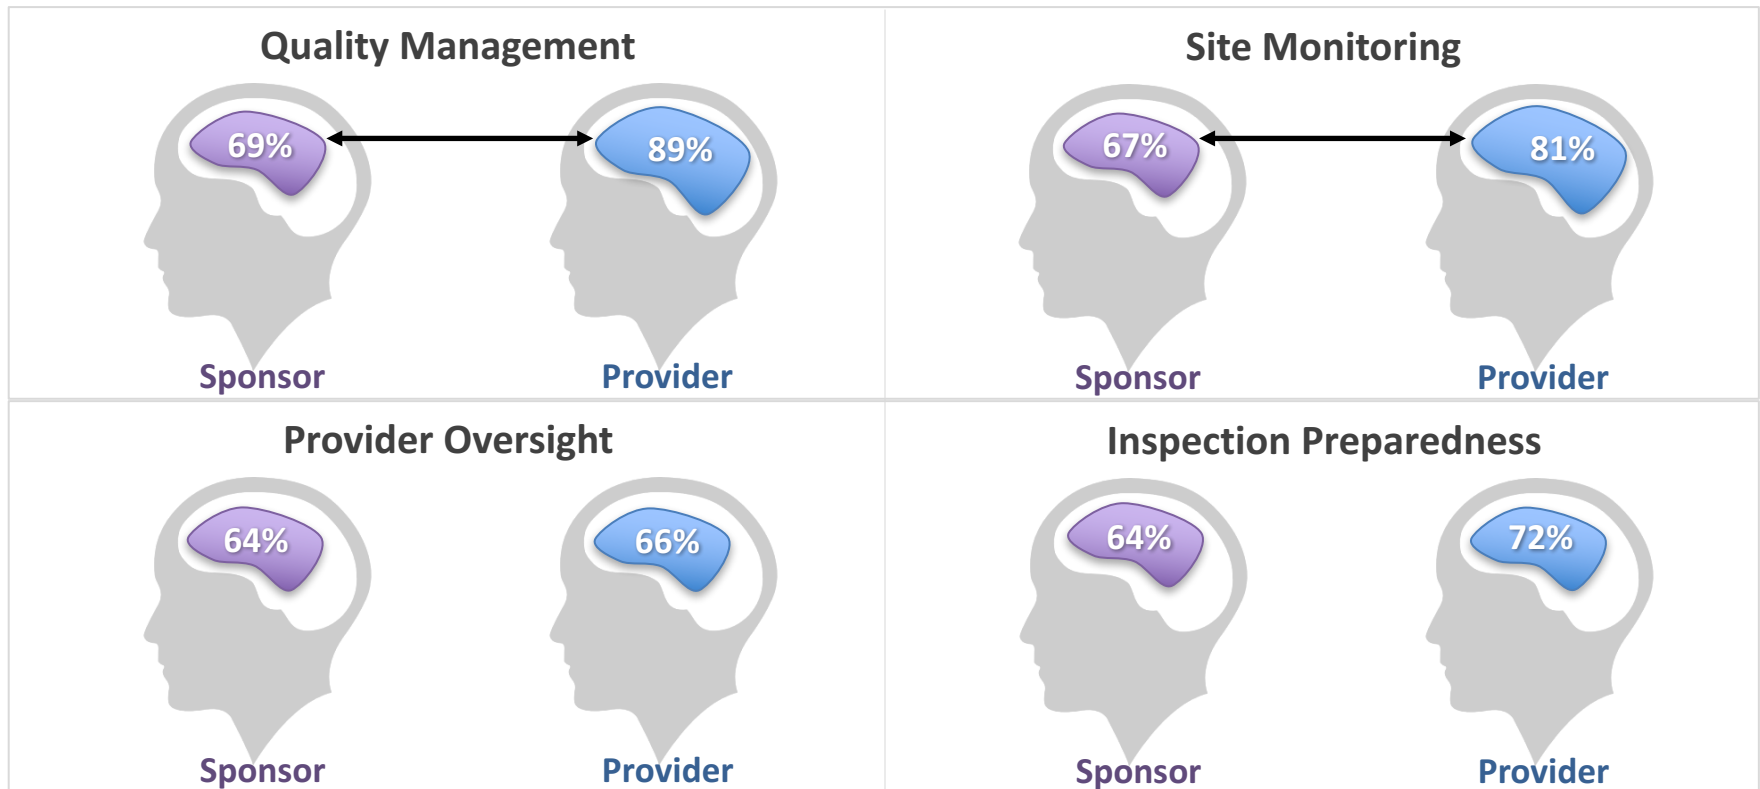 Quality Management
69%
89%
Sponsor
Provider
Site Monitoring
67%
81%
Sponsor
Provider
Provider Oversight
64%
66%
Sponsor
Provider
Inspection Preparedness
64%
72%
Sponsor
Provider